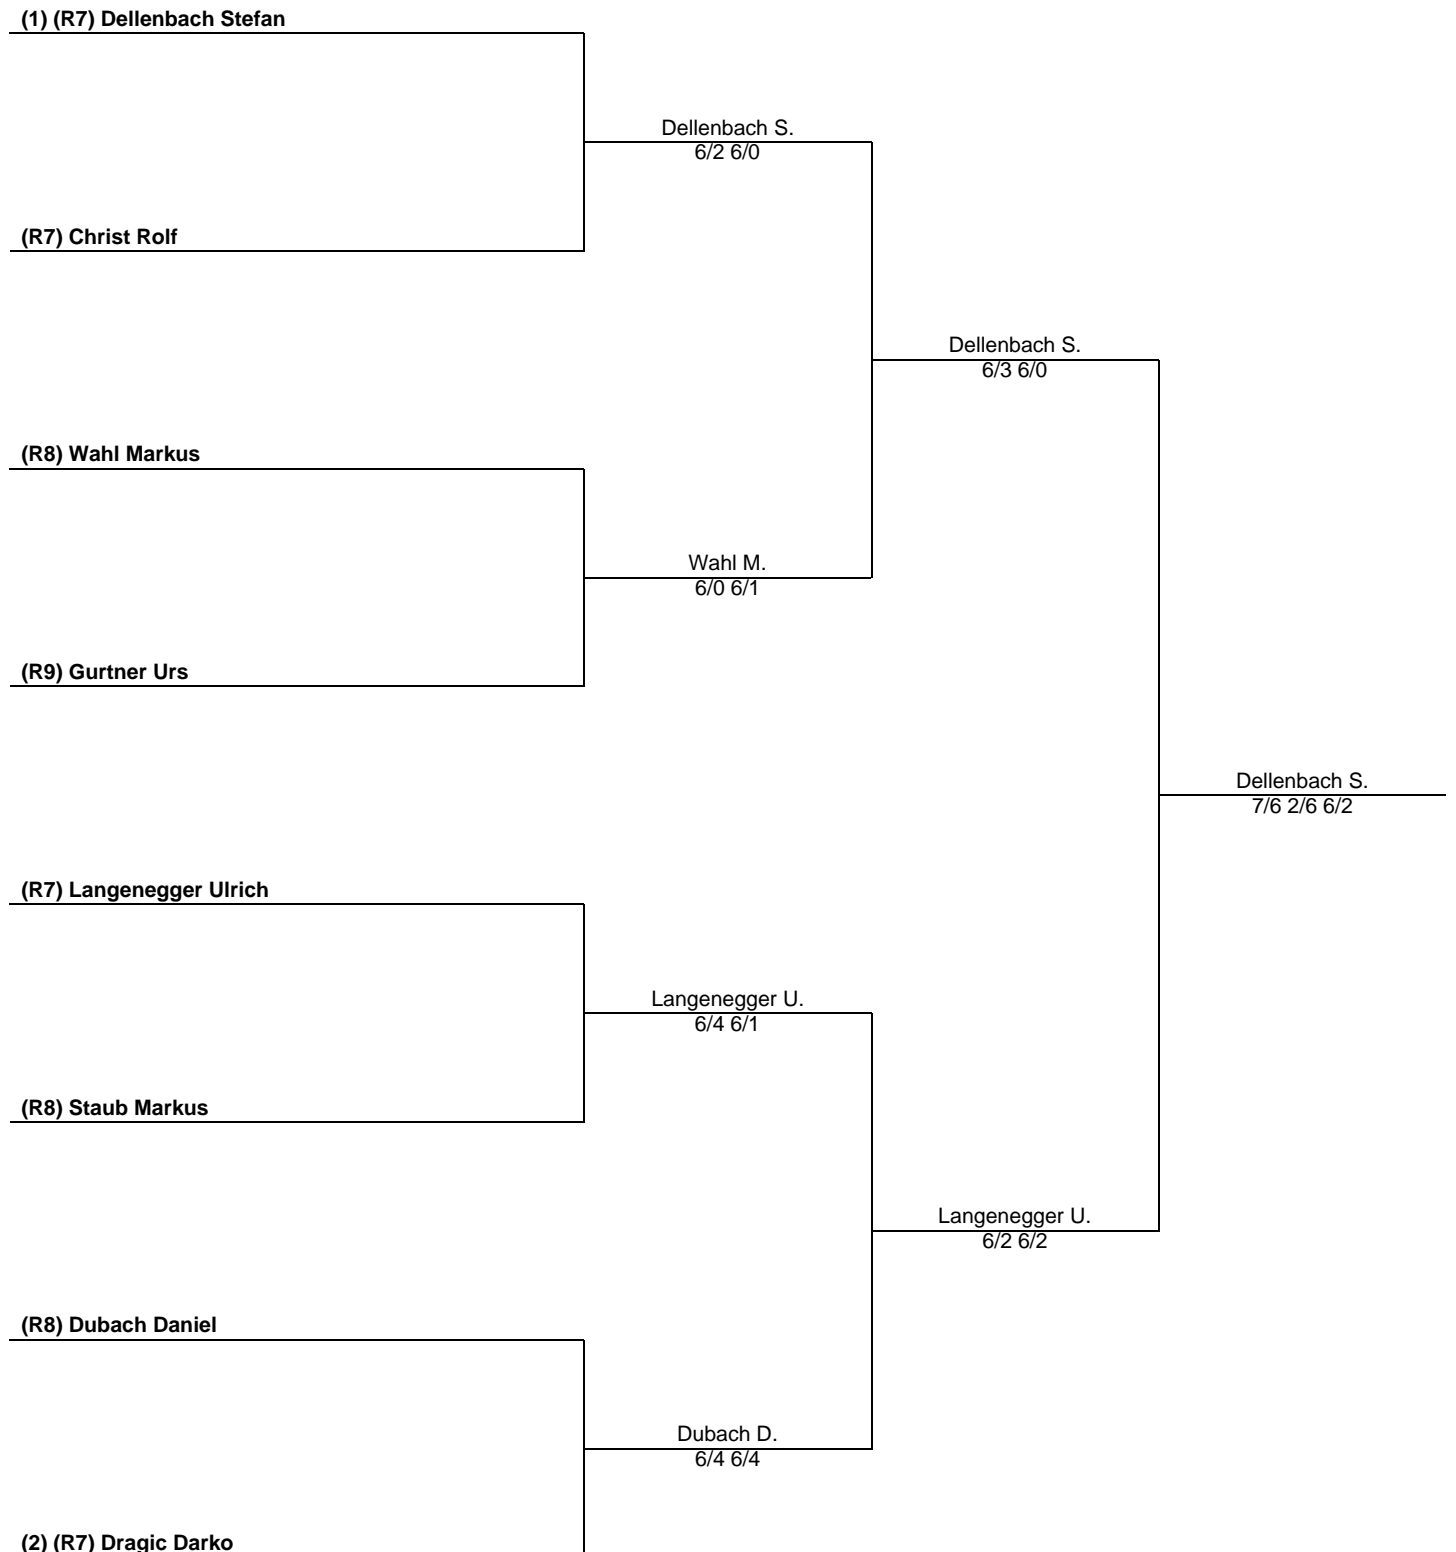 (1) (R7) Dellenbach Stefan
Dellenbach S.
6/2 6/0
(R7) Christ Rolf
Dellenbach S.
6/3 6/0
(R8) Wahl Markus
Wahl M.
6/0 6/1
(R9) Gurtner Urs
Dellenbach S.
7/6 2/6 6/2
(R7) Langenegger Ulrich
Langenegger U.
6/4 6/1
(R8) Staub Markus
Langenegger U.
6/2 6/2
(R8) Dubach Daniel
Dubach D.
6/4 6/4
(2) (R7) Dragic Darko